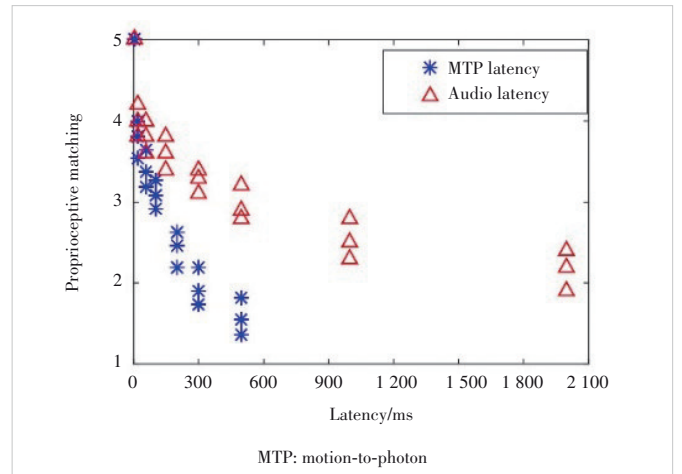 5
4
3
2
1
Proprioceptive matching
MTP latency
Audio latency
0 300 600 900 1 200 1 500 1 800 2 100
Latency/ms
MTP: motion-to-photon